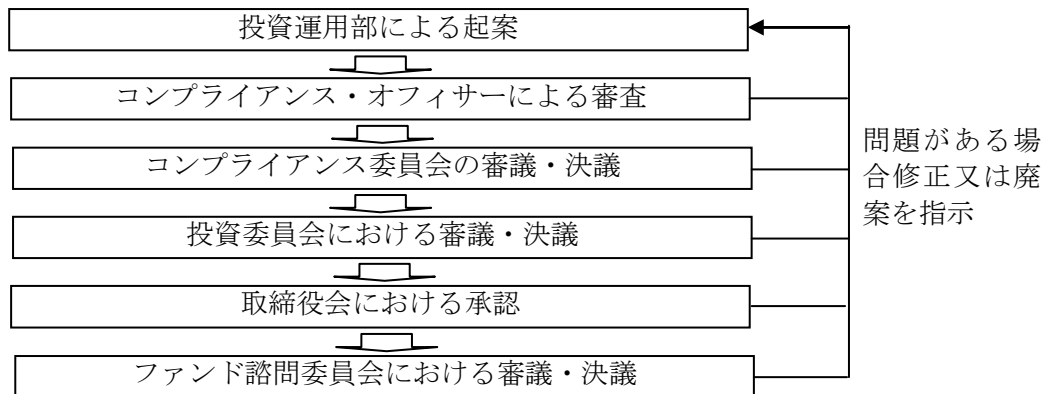 投資運用部による起案
コンプライアンス・オフィサーによる審査
コンプライアンス委員会の審議・決議
投資委員会における審議・決議
取締役会における承認
ファンド諮問委員会における審議・決議
問題がある場
合修正又は廃
案を指示